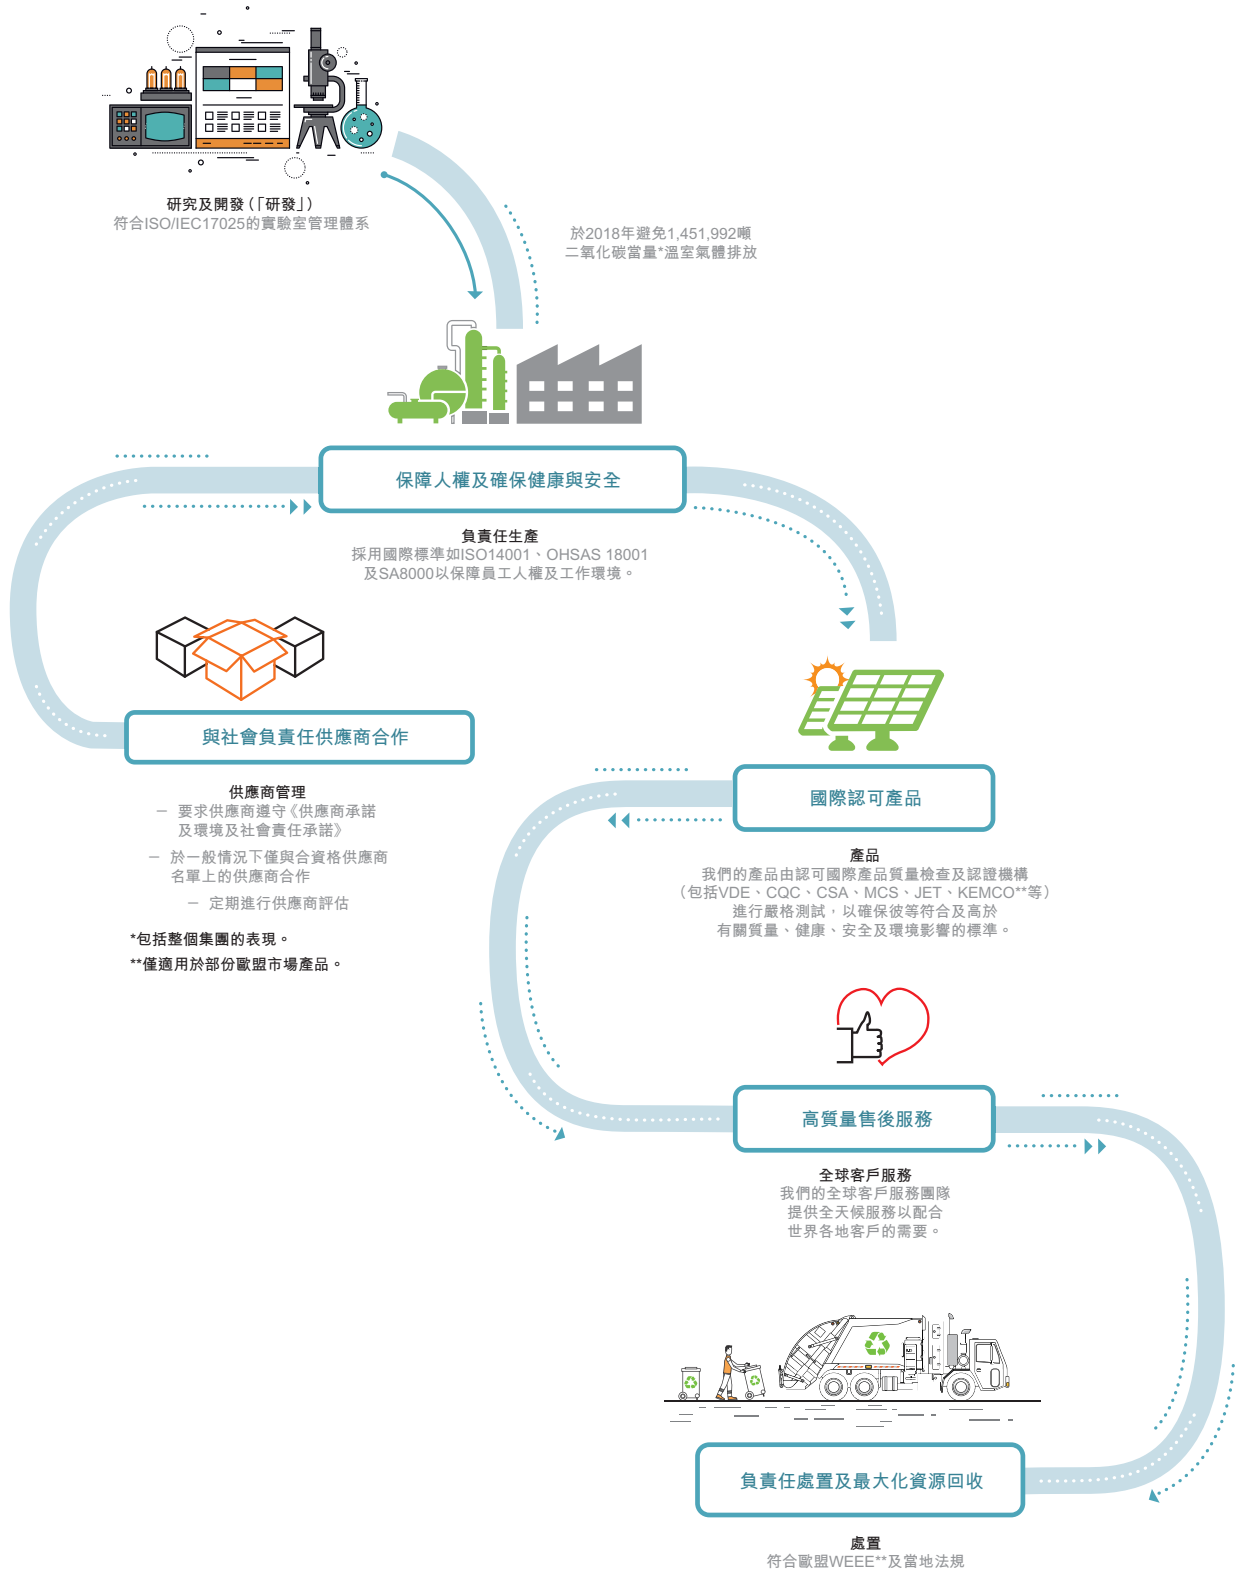 研究及開發（「研發」）
符合ISO/IEC17025的實驗室管理體系
於2018年避免1,451,992噸
二氧化碳當量*溫室氣體排放
保障人權及確保健康與安全
負責任生產
採用國際標準如ISO14001、OHSAS 18001
及SA8000以保障員工人權及工作環境。
與社會負責任供應商合作
供應商管理
－ 要求供應商遵守《供應商承諾
及環境及社會責任承諾》
－ 於一般情況下僅與合資格供應商
名單上的供應商合作
－ 定期進行供應商評估
*包括整個集團的表現。
**僅適用於部份歐盟市場產品。
國際認可產品
產品
我們的產品由認可國際產品質量檢查及認證機構
（包括VDE、CQC、CSA、MCS、JET、KEMCO**等）
進行嚴格測試，以確保彼等符合及高於
有關質量、健康、安全及環境影響的標準。
高質量售後服務
全球客戶服務
我們的全球客戶服務團隊
提供全天候服務以配合
世界各地客戶的需要。
負責任處置及最大化資源回收
處置
符合歐盟WEEE**及當地法規